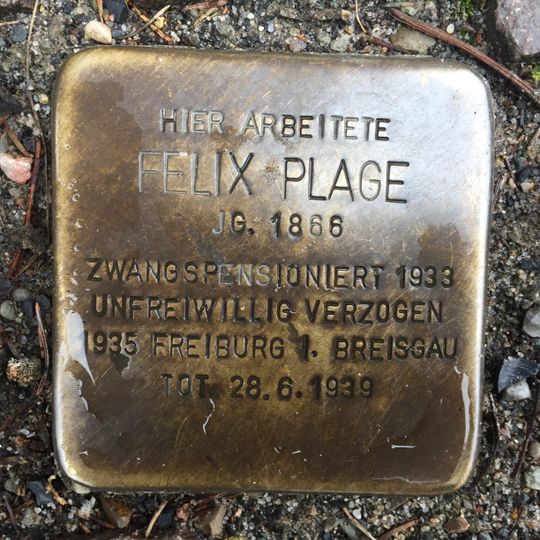 HIER ARBEITETE
FELIX PLAGE
JG. 1866
ZWANGSPENSIONIERT 1933
UNFREIWILLIG VERZOGEN
1935 FREIBURG I. BREISGAU
TOT 28.6.1939